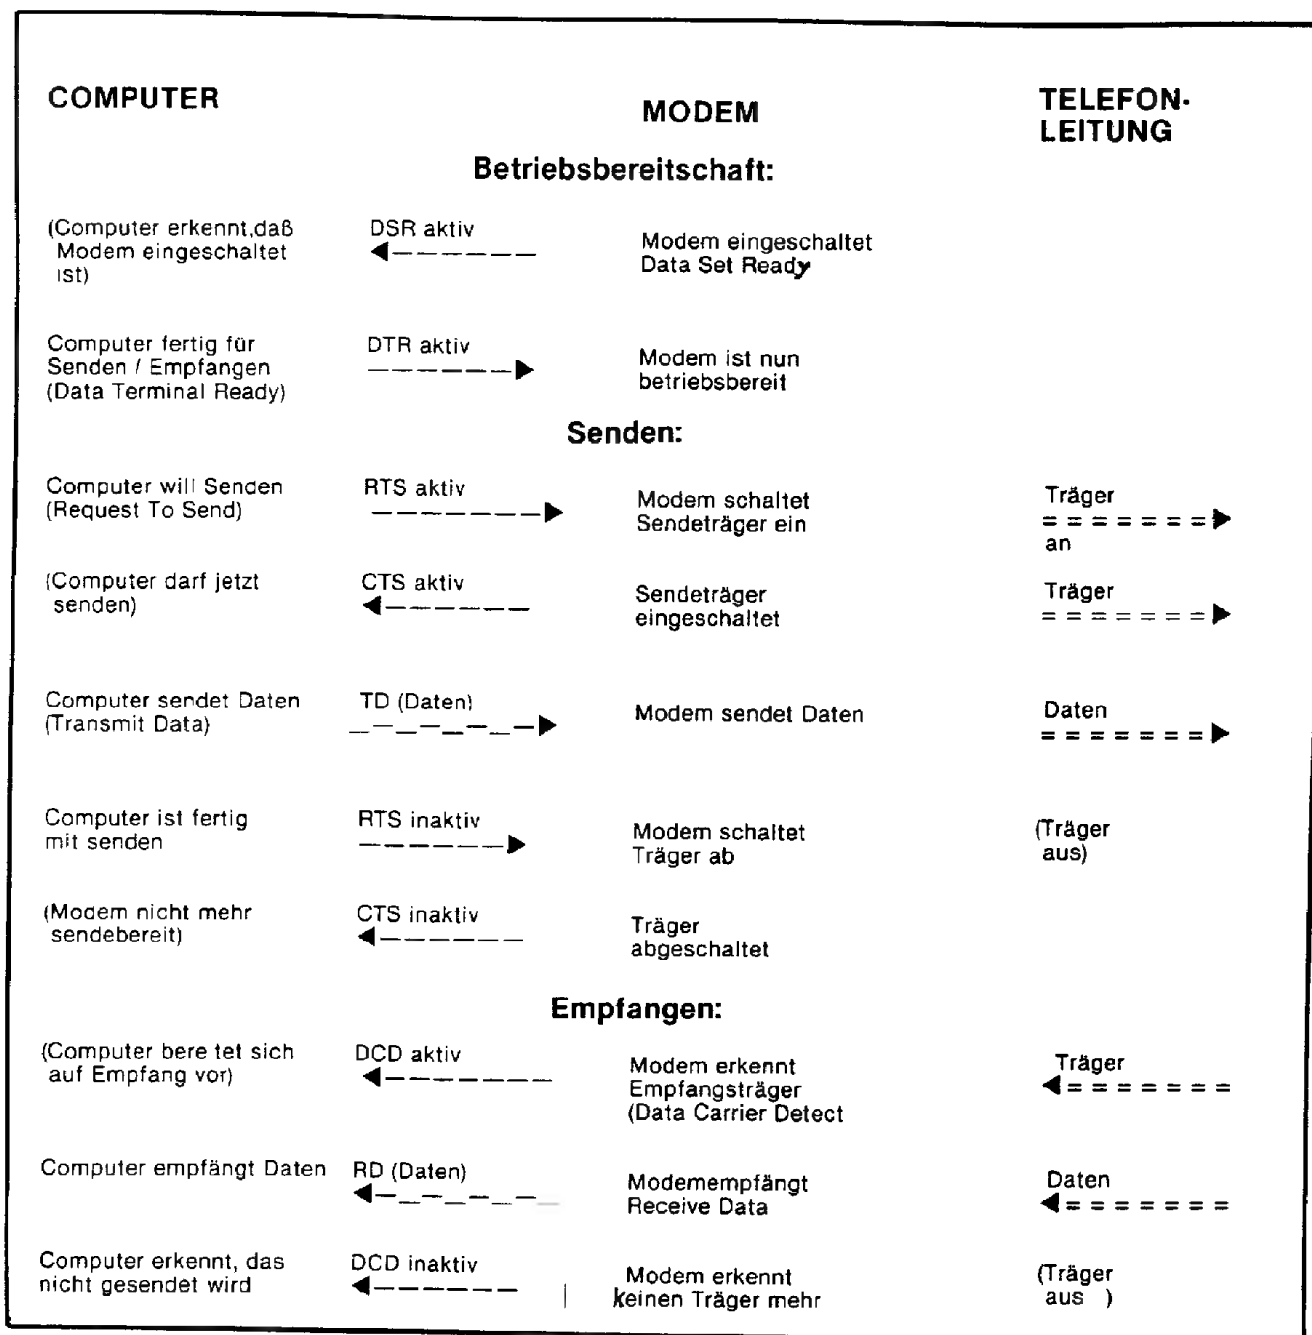 COMPUTER
MODEM
TELEFON-
LEITUNG
Betriebsbereitschaft:
(Computer erkennt,daß
Modem eingeschaltet
ist)
DSR aktiv
Modem eingeschaltet
Data Set Ready
Computer fertig für
Senden / Empfangen
(Data Terminal Ready)
DTR aktiv
Modem ist nun
betriebsbereit
Senden:
Computer will Senden
(Request To Send)
RTS aktiv
Modem schaltet
Sendeträger ein
Träger
an
(Computer darf jetzt
senden)
CTS aktiv
Sendeträger
eingeschaltet
Träger
Computer sendet Daten
(Transmit Data)
TD (Daten)
Modem sendet Daten
Daten
Computer ist fertig
mit senden
RTS inaktiv
Modem schaltet
Träger ab
(Träger
aus)
(Modem nicht mehr
sendebereit)
CTS inaktiv
Träger
abgeschaltet
Empfangen:
(Computer bere tet sich
auf Empfang vor)
DCD aktiv
Modem erkennt
Empfangsträger
(Data Carrier Detect
Träger
Computer empfängt Daten
RD (Daten)
Modemempfängt
Receive Data
Daten
Computer erkennt, das
nicht gesendet wird
DCD inaktiv
Modem erkennt
keinen Träger mehr
(Träger
aus )